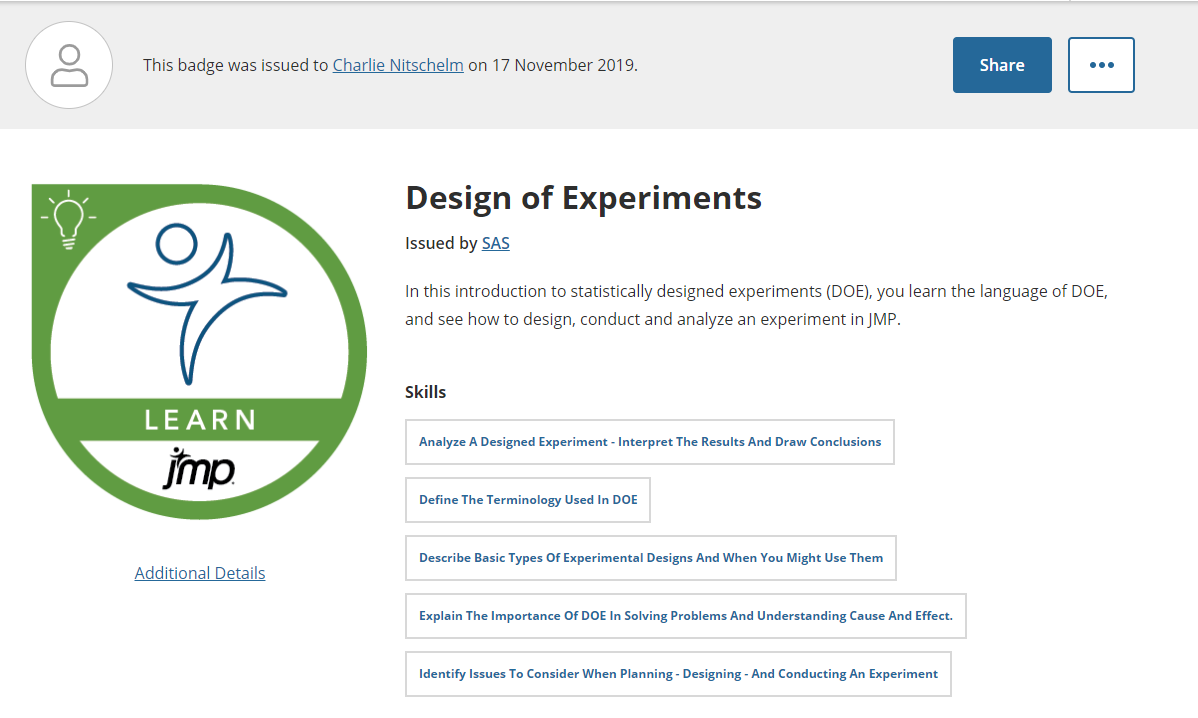 This badge was issued to Charlie Nitschelm on 17 November 2019.
Share
Design of Experiments
Issued by SAS
In this introduction to statistically designed experiments (DOE), you learn the language of DOE,
and see how to design, conduct and analyze an experiment in JMP.
LEARN
jmp.
Additional Details
Skills
Analyze A Designed Experiment - Interpret The Results And Draw Conclusions
Define The Terminology Used In DOE
Describe Basic Types Of Experimental Designs And When You Might Use Them
Explain The Importance Of DOE In Solving Problems And Understanding Cause And Effect.
Identify Issues To Consider When Planning - Designing - And Conducting An Experiment